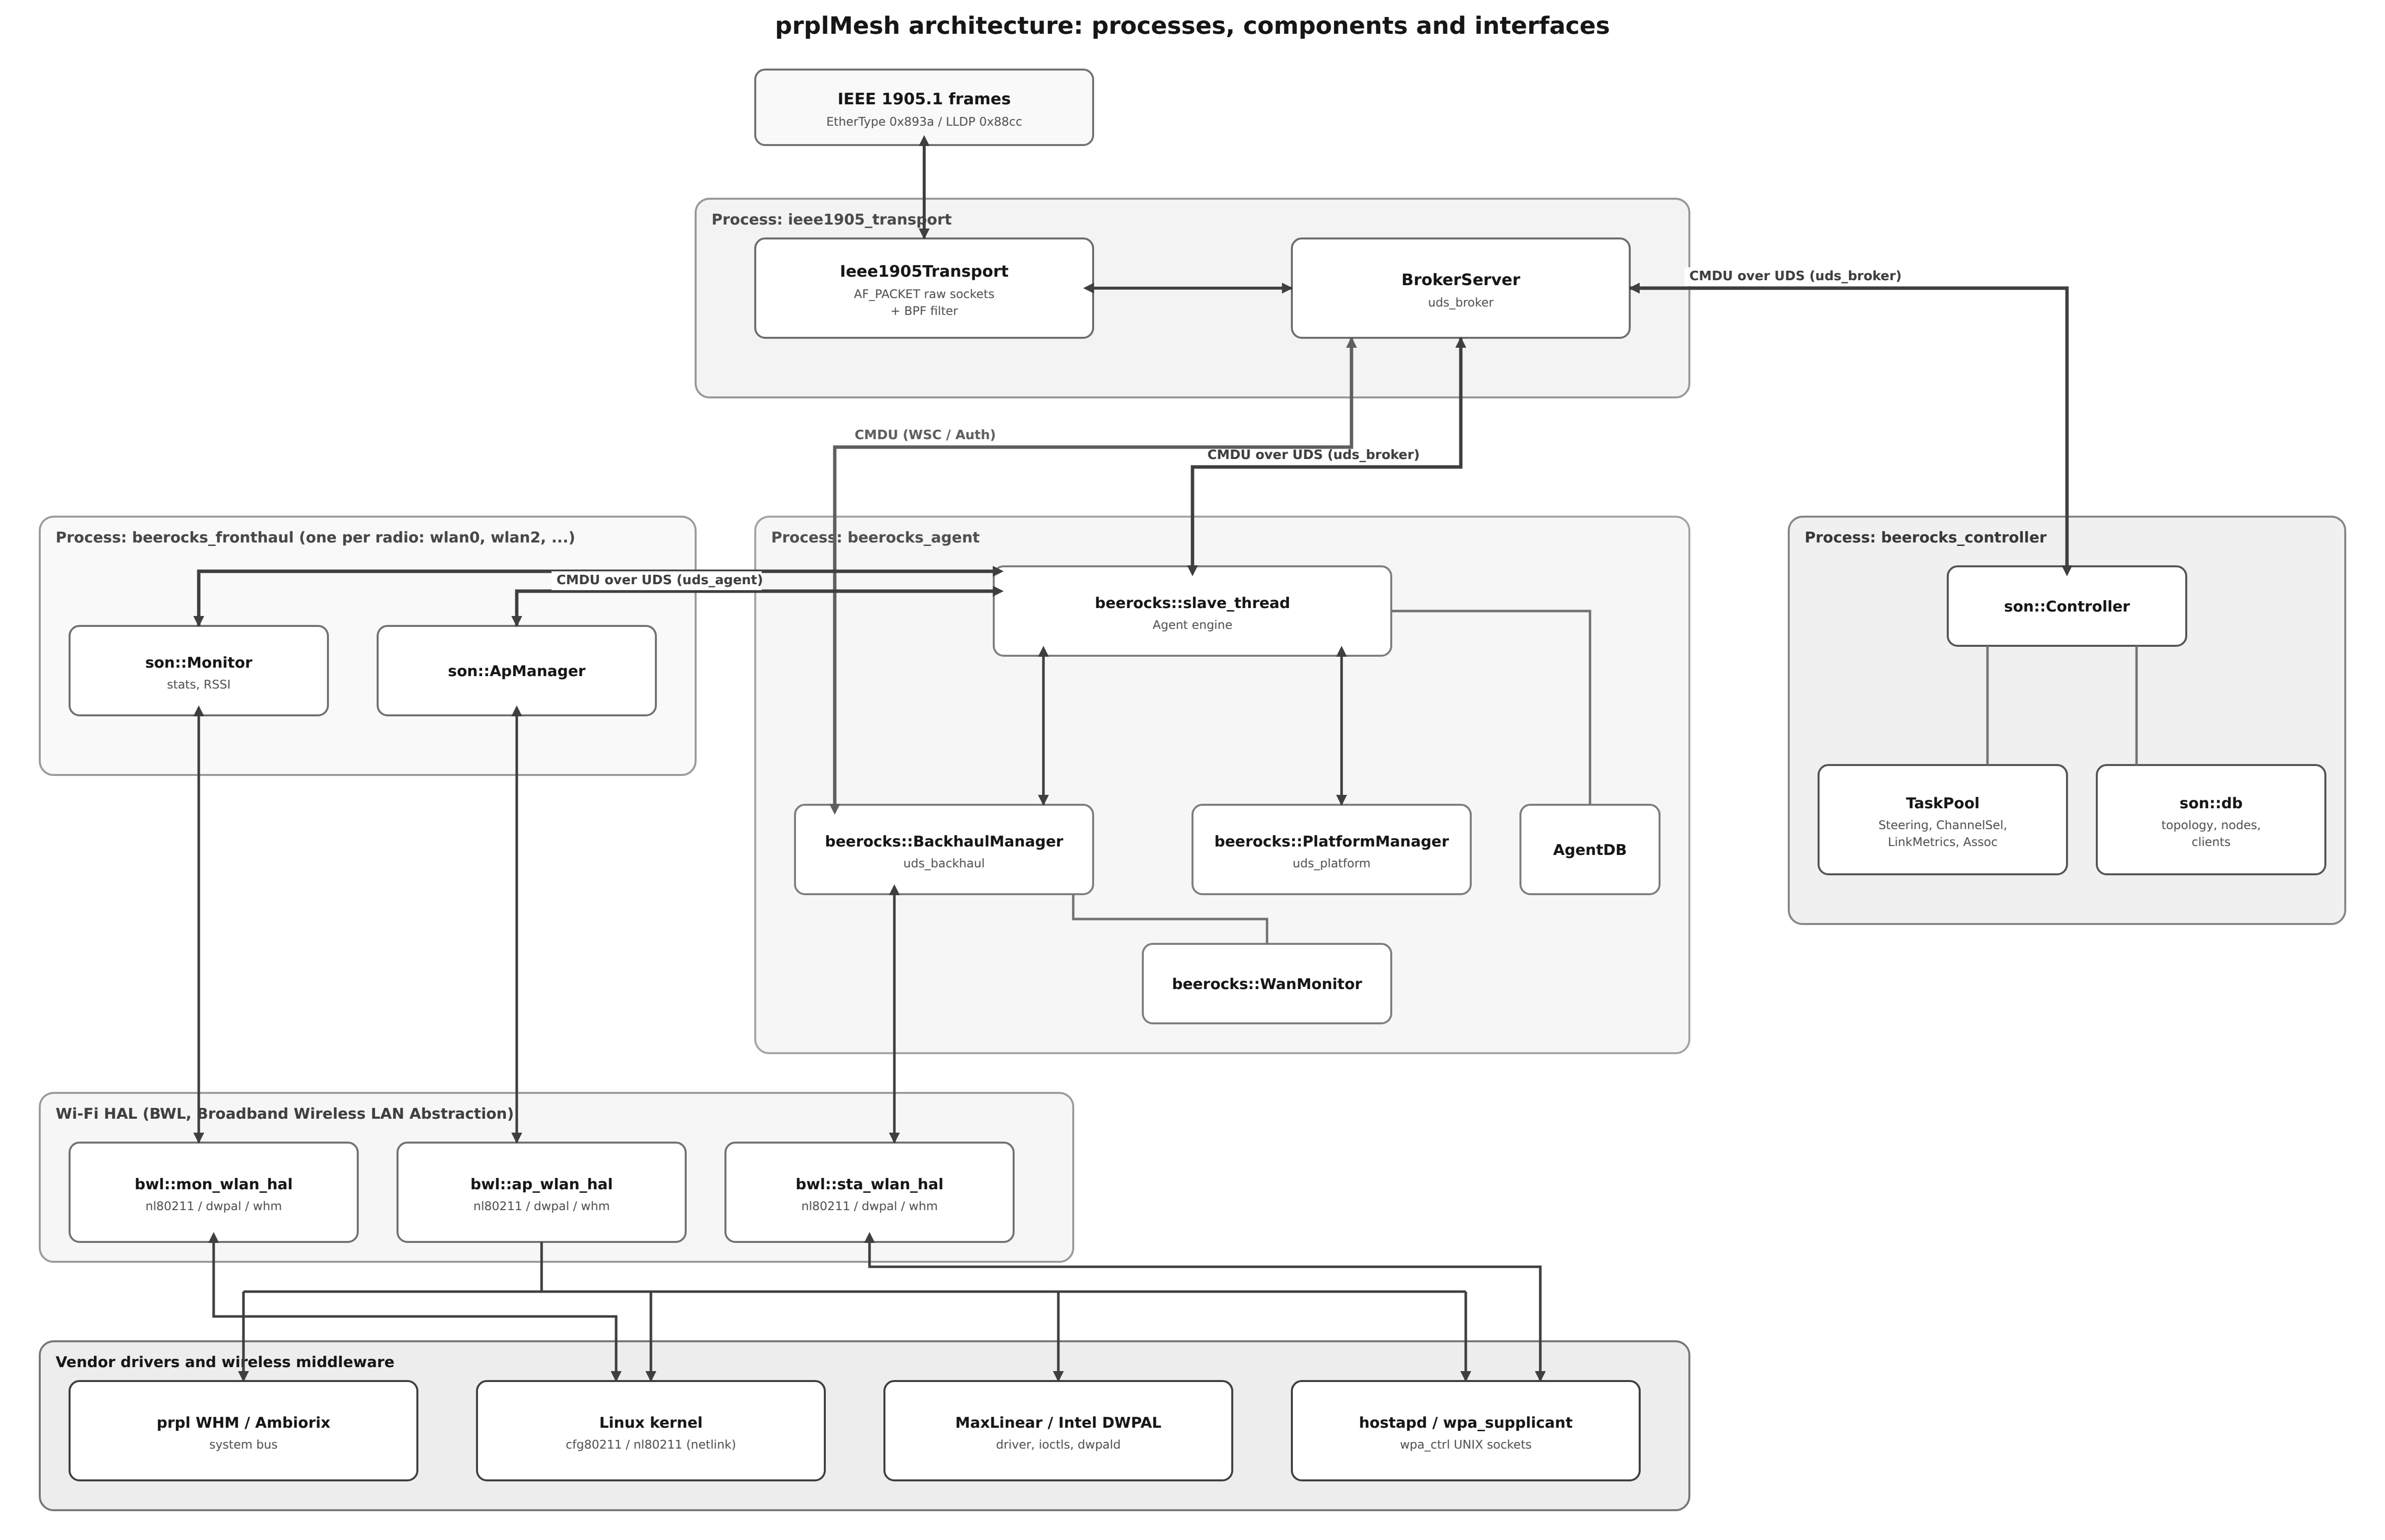 prplMesh architecture: processes, components and interfaces
IEEE 1905.1 frames
EtherType 0x893a / LLDP 0x88cc
Process: ieee1905_transport
Ieee1905Transport
AF_PACKET raw sockets
+ BPF filter
BrokerServer
uds_broker
CMDU over UDS (uds_broker)
CMDU (WSC / Auth)
CMDU over UDS (uds_broker)
Process: beerocks_fronthaul (one per radio: wlan0, wlan2, ...)
CMDU over UDS (uds_agent)
son::Monitor
stats, RSSI
son::ApManager
Process: beerocks_agent
beerocks::slave_thread
Agent engine
beerocks::BackhaulManager
uds_backhaul
beerocks::PlatformManager
uds_platform
AgentDB
beerocks::WanMonitor
Process: beerocks_controller
son::Controller
TaskPool
Steering, ChannelSel,
LinkMetrics, Assoc
son::db
topology, nodes,
clients
Wi-Fi HAL (BWL, Broadband Wireless LAN Abstraction)
bwl::mon_wlan_hal
nl80211 / dwpal / whm
bwl::ap_wlan_hal
nl80211 / dwpal / whm
bwl::sta_wlan_hal
nl80211 / dwpal / whm
Vendor drivers and wireless middleware
prpl WHM / Ambiorix
system bus
Linux kernel
cfg80211 / nl80211 (netlink)
MaxLinear / Intel DWPAL
driver, ioctls, dwpald
hostapd / wpa_supplicant
wpa_ctrl UNIX sockets